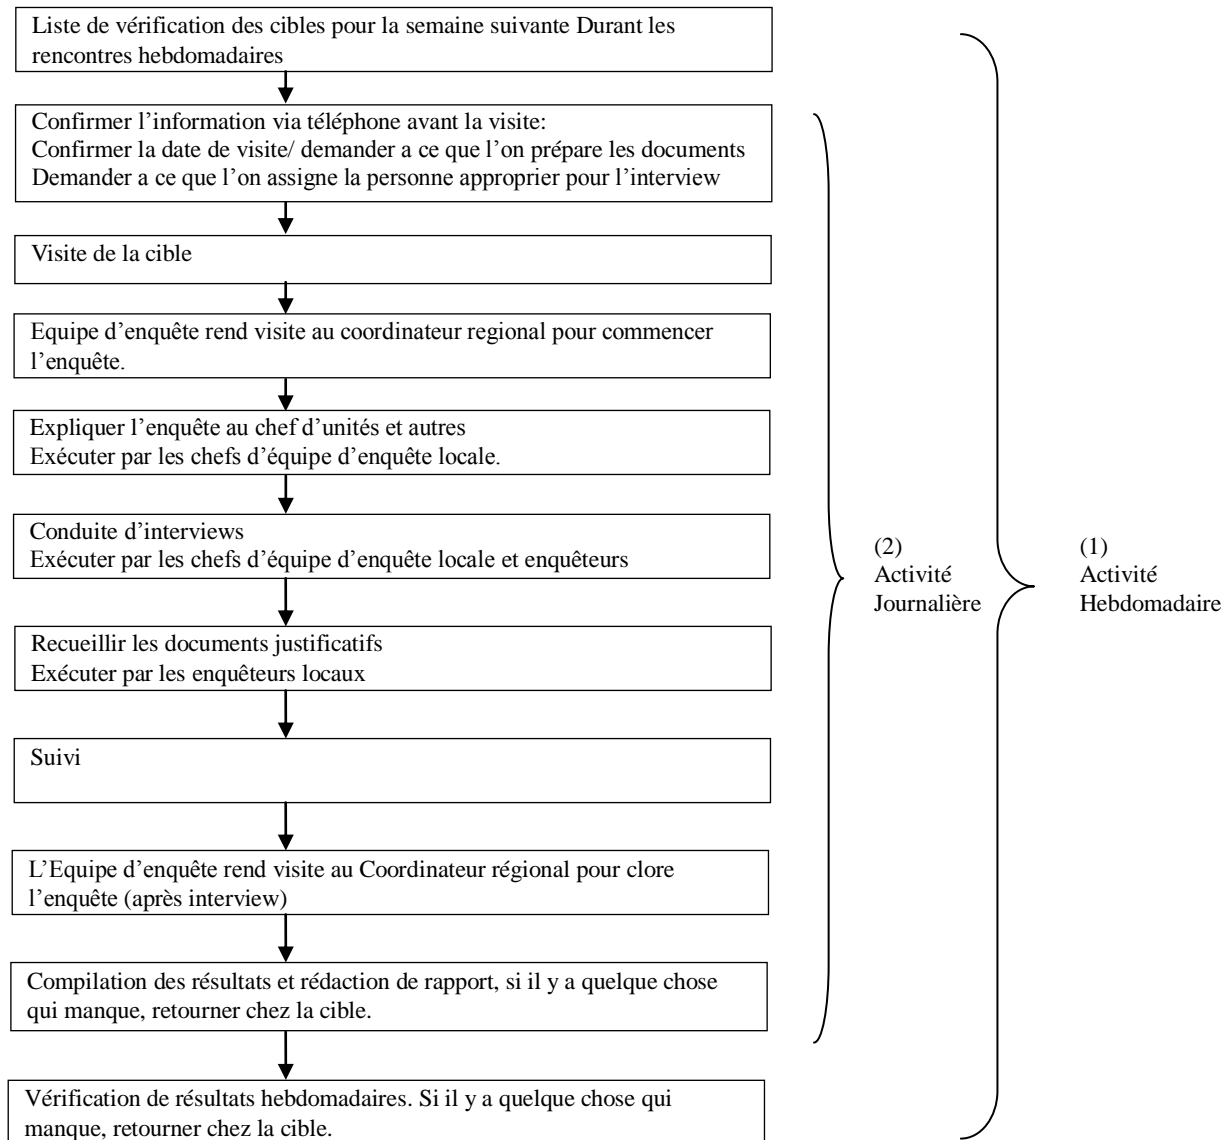 Liste de vérification des cibles pour la semaine suivante Durant les
rencontres hebdomadaires
Confirmer l’information via téléphone avant la visite:
Confirmer la date de visite/ demander a ce que l’on prépare les documents
Demander a ce que l’on assigne la personne approprier pour l’interview
Visite de la cible
Equipe d’enquête rend visite au coordinateur regional pour commencer
l’enquête.
Expliquer l’enquête au chef d’unités et autres
Exécuter par les chefs d’équipe d’enquête locale.
Conduite d’interviews
Exécuter par les chefs d’équipe d’enquête locale et enquêteurs
Recueillir les documents justificatifs
Exécuter par les enquêteurs locaux
Suivi
L’Equipe d’enquête rend visite au Coordinateur régional pour clore
l’enquête (après interview)
Compilation des résultats et rédaction de rapport, si il y a quelque chose
qui manque, retourner chez la cible.
Vérification de résultats hebdomadaires. Si il y a quelque chose qui
manque, retourner chez la cible.
(2)
Activité
Journalière
(1)
Activité
Hebdomadaire